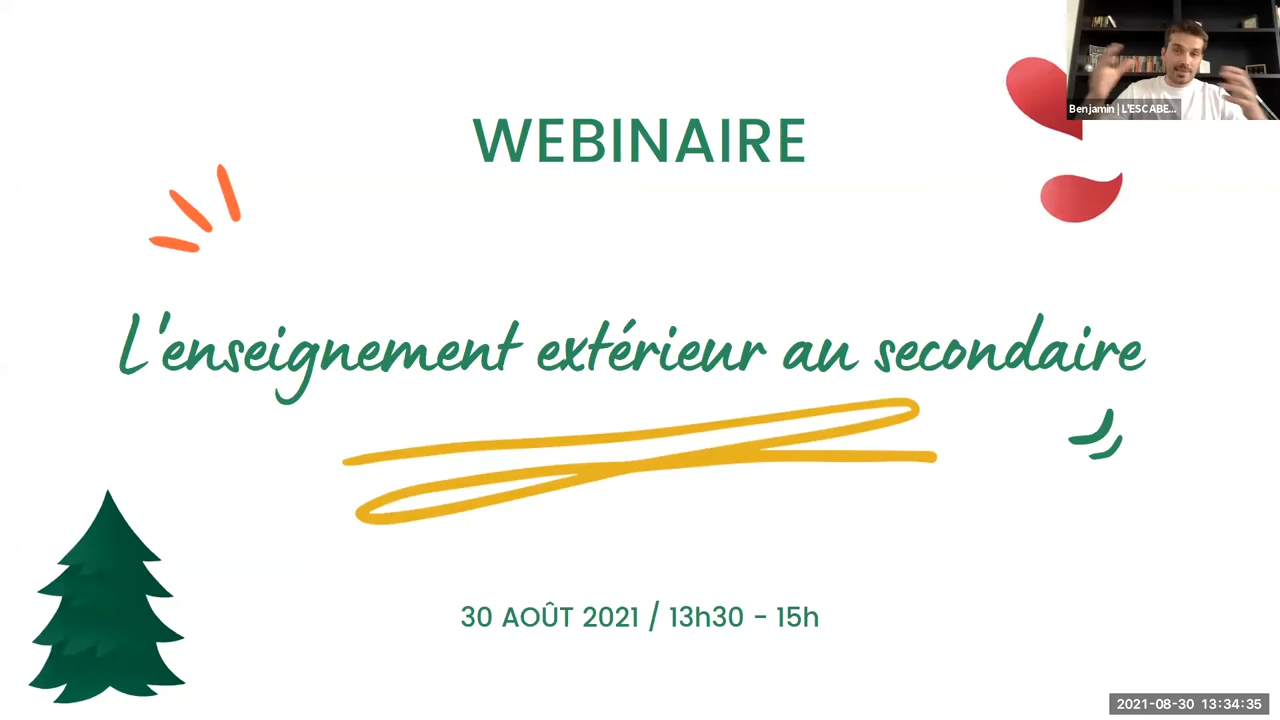 Benjamin | L'ESCABE...
WEBINAIRE
L'enseignement extérieur au secondaire
30 AOÛT 2021 / 13h30 - 15h
2021-08-30 13:34:35